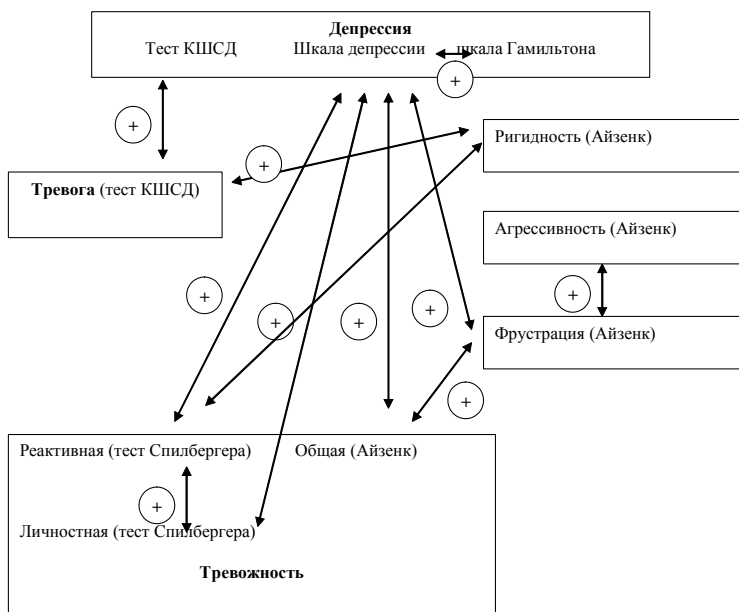 Депрессия
Тест КШСД Шкала депрессии шкала Гамильтона
+
+
Ригидность (Айзенк)
+
Тревога (тест КШСД)
Агрессивность (Айзенк)
+
+
+
+
+
Фрустрация (Айзенк)
+
Реактивная (тест Спилбергера) Общая (Айзенк)
+
Личностная (тест Спилбергера)
Тревожность